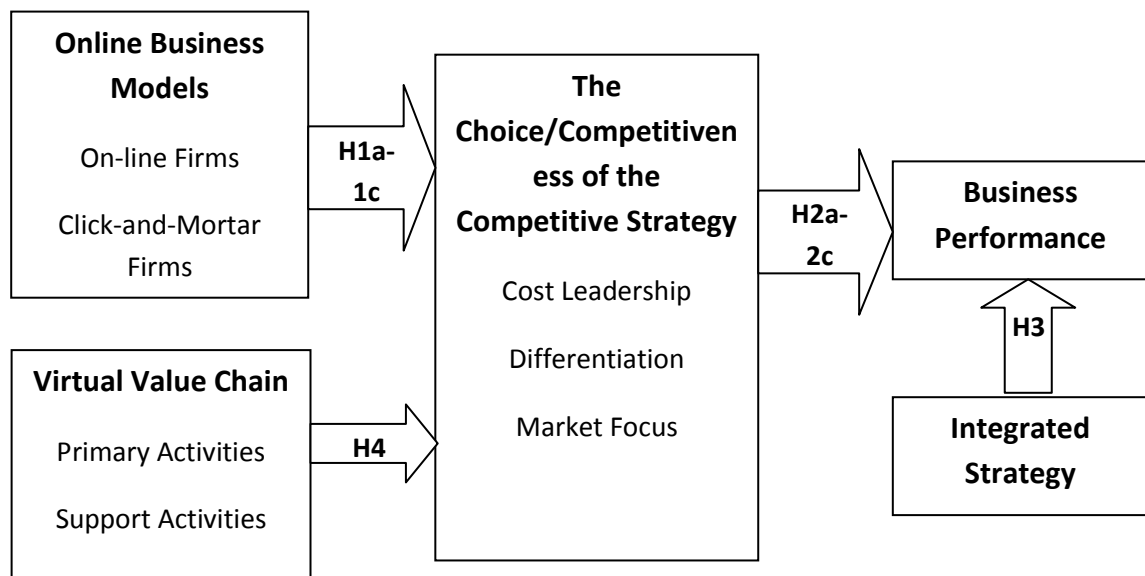 Online Business
Models
On-line Firms
Click-and-Mortar
Firms
H1a-
1c
Virtual Value Chain
Primary Activities
Support Activities
H4
The
Choice/Competitiven
ess of the
Competitive Strategy
Cost Leadership
Differentiation
Market Focus
H2a-
2c
Business
Performance
H3
Integrated
Strategy